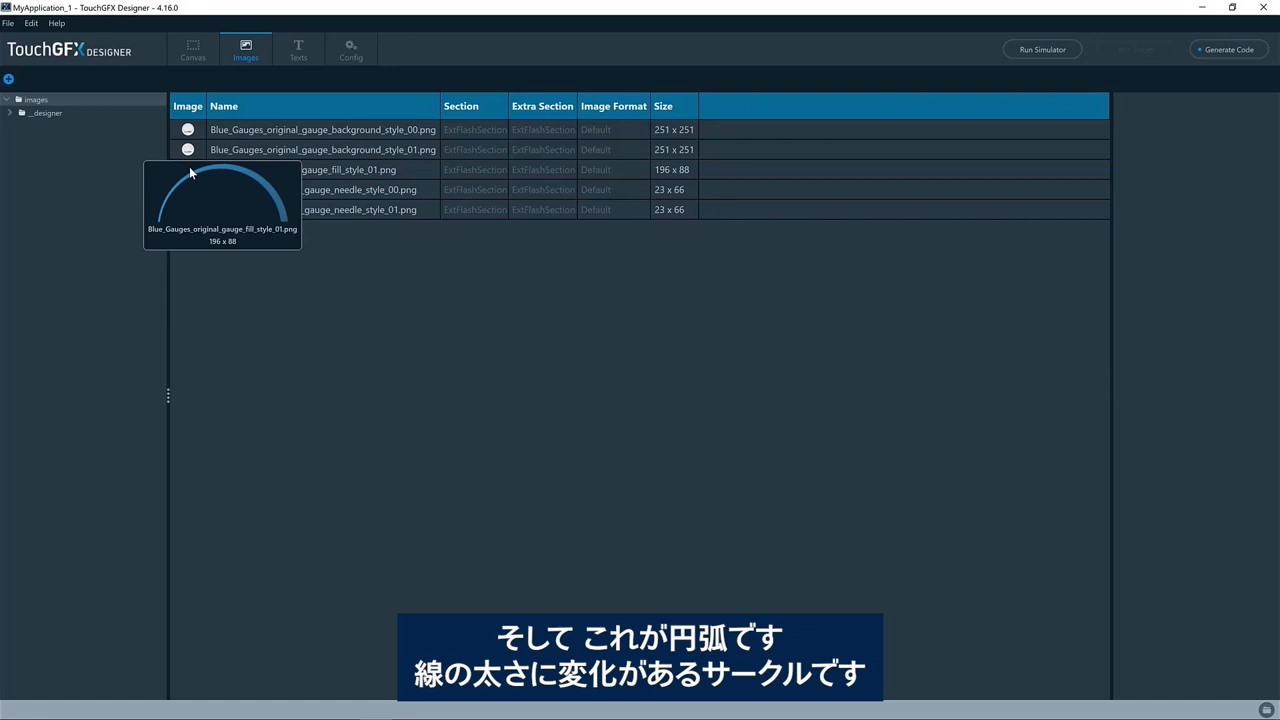 MyApplication_1 - TouchGFX Designer - 4.16.0
File Edit Help
TouchGFX DESIGNER
Canvas
Images
Texts
Config
Run Simulator
Generate Code
images
__designer
Image Name Section Extra Section Image Format Size
Blue_Gauges_original_gauge_background_style_00.png ExtFlashSection ExtFlashSection Default 251 x 251
Blue_Gauges_original_gauge_background_style_01.png ExtFlashSection ExtFlashSection Default 251 x 251
gauge_fill_style_01.png ExtFlashSection ExtFlashSection Default 196 x 88
_gauge_needle_style_00.png ExtFlashSection ExtFlashSection Default 23 x 66
_gauge_needle_style_01.png ExtFlashSection ExtFlashSection Default 23 x 66
Blue_Gauges_original_gauge_fill_style_01.png
196 x 88
そして これが円弧です
線の太さに変化があるサークルです